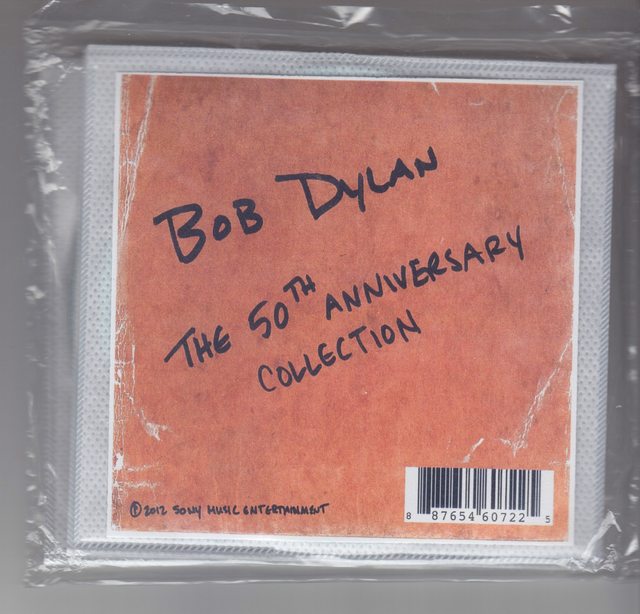 BOB DYLAN
THE 50TH ANNIVERSARY
COLLECTION
©2012 SONY MUSIC ENTERTAINMENT
8 87654 60722 5